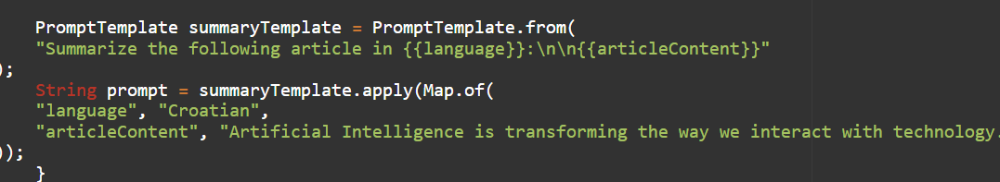 PromptTemplate summaryTemplate = PromptTemplate.from(
"Summarize the following article in {{language}}:\n\n{{articleContent}}"
);
String prompt = summaryTemplate.apply(Map.of(
"language", "Croatian",
"articleContent", "Artificial Intelligence is transforming the way we interact with technology.
));
}